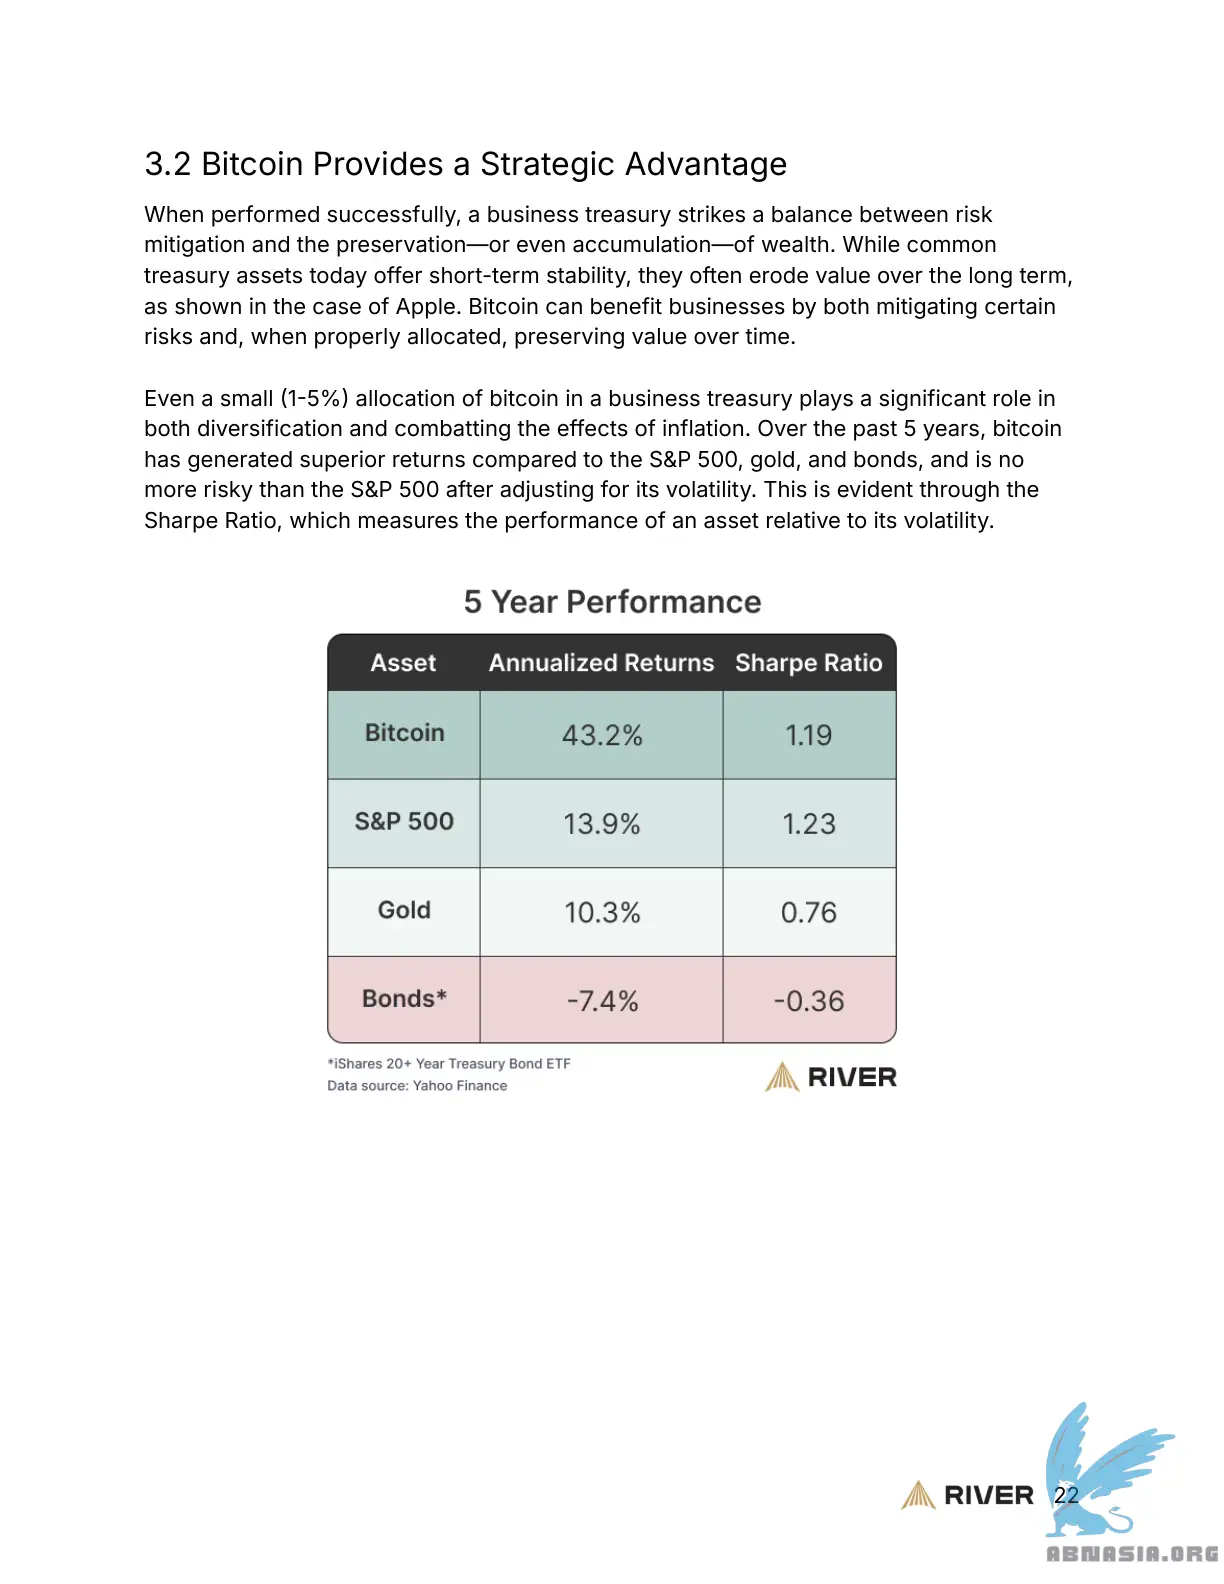 3.2 Bitcoin Provides a Strategic Advantage
When performed successfully, a business treasury strikes a balance between risk
mitigation and the preservation—or even accumulation—of wealth. While common
treasury assets today offer short-term stability, they often erode value over the long term,
as shown in the case of Apple. Bitcoin can benefit businesses by both mitigating certain
risks and, when properly allocated, preserving value over time.
Even a small (1-5%) allocation of bitcoin in a business treasury plays a significant role in
both diversification and combatting the effects of inflation. Over the past 5 years, bitcoin
has generated superior returns compared to the S&P 500, gold, and bonds, and is no
more risky than the S&P 500 after adjusting for its volatility. This is evident through the
Sharpe Ratio, which measures the performance of an asset relative to its volatility.
5 Year Performance
Asset Annualized Returns Sharpe Ratio
Bitcoin 43.2% 1.19
S&P 500 13.9% 1.23
Gold 10.3% 0.76
Bonds* -7.4% -0.36
*iShares 20+ Year Treasury Bond ETF
Data source: Yahoo Finance
RIVER
RIVER 22
ABNASIA.ORG